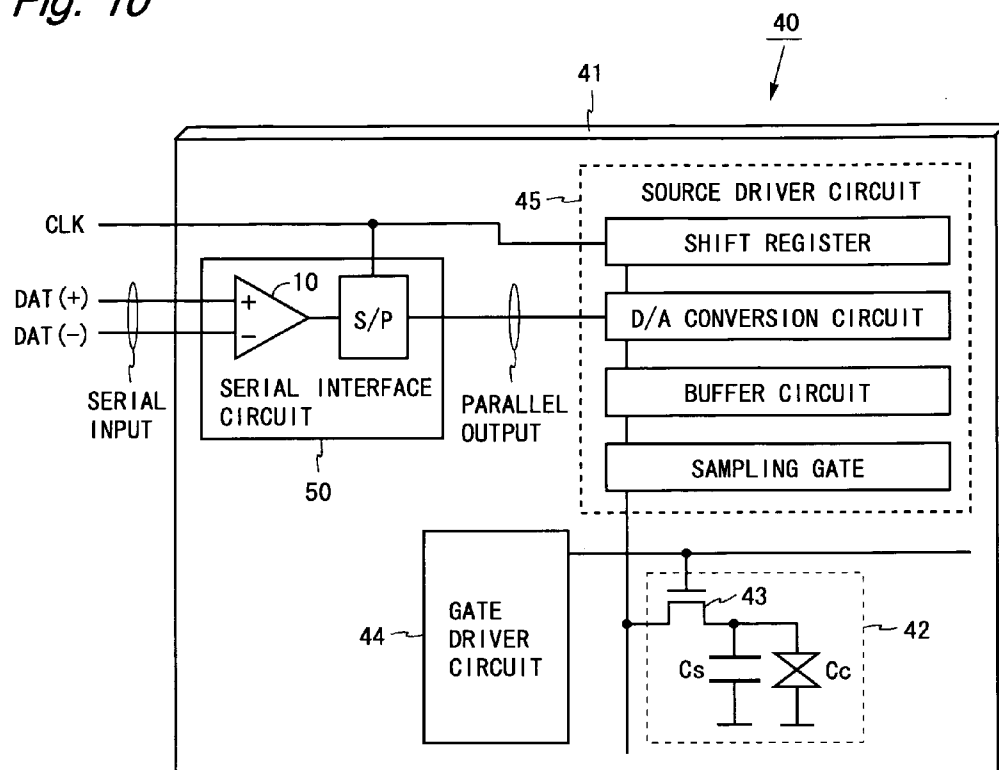 Fig. 10
40
41
45
SOURCE DRIVER CIRCUIT
CLK
SHIFT REGISTER
10
DAT(+)
+
S/P
D/A CONVERSION CIRCUIT
DAT(-)
-
SERIAL INPUT
SERIAL INTERFACE
CIRCUIT
PARALLEL
OUTPUT
BUFFER CIRCUIT
50
SAMPLING GATE
44
GATE
DRIVER
CIRCUIT
43
42
Cs
Cc